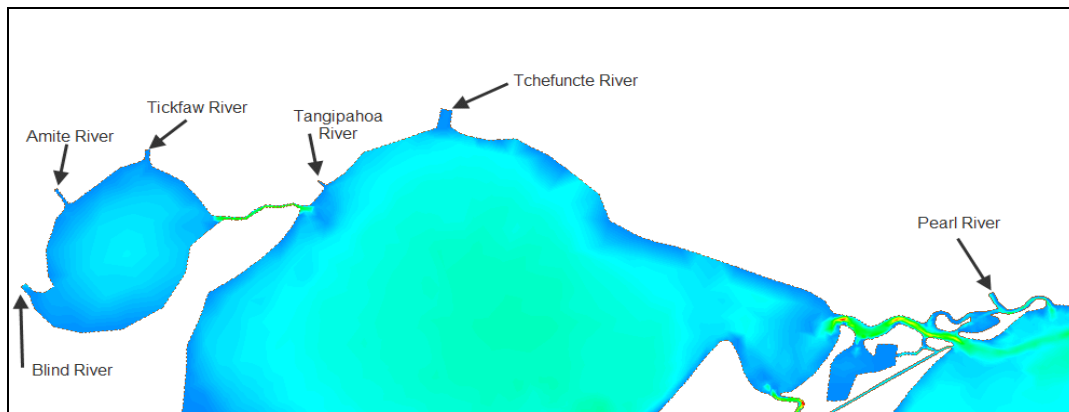 Tchefuncte River
Tickfaw River
Tangipahoa
River
Amite River
Pearl River
Blind River